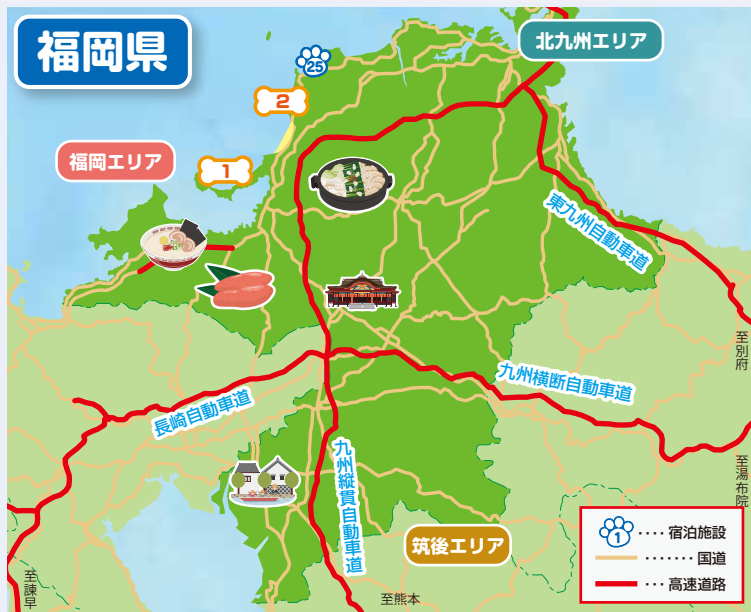 福岡県
25
北九州エリア
2
福岡エリア
1
東九州自動車道
至別府
九州横断自動車道
長崎自動車道
九州縦貫自動車道
至湯布院
筑後エリア
至諫早
至熊本
1 ････ 宿泊施設
･･･････ 国道
･･･ 高速道路